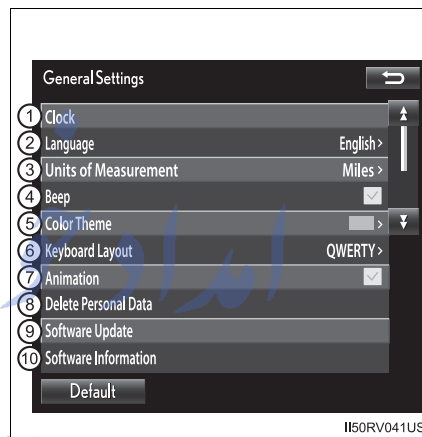 General Settings
1 Clock
2 Language English >
3 Units of Measurement Miles >
4 Beep
5 Color Theme >
6 Keyboard Layout QWERTY >
7 Animation
8 Delete Personal Data
9 Software Update
10 Software Information
Default
II50RV041US
امداد